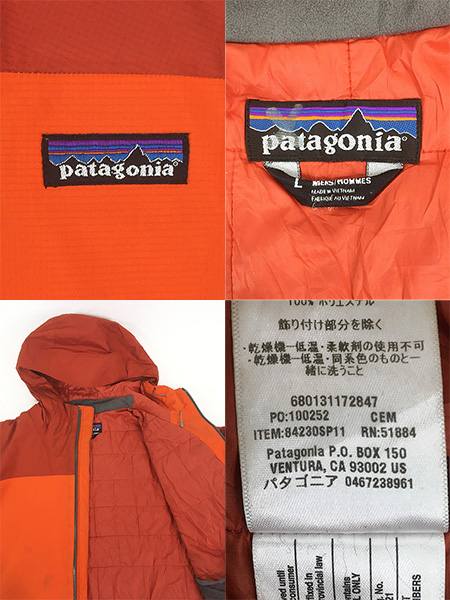 patagonia®
patagonia®
L
MENS/HOMMES
MADE IN VIETNAM
FABRIQUÉ AU VIETNAM
100% ポリエステル
飾り付け部分を除く
・乾燥機ー低温・柔軟剤の使用不可
・乾燥機ー低温・同系色のものと一
緒に洗うこと
680131172847
PO:100252 CEM
ITEM:84230SP11 RN:51884
Patagonia P.O. BOX 150
VENTURA, CA 93002 US
パタゴニア 0467238961